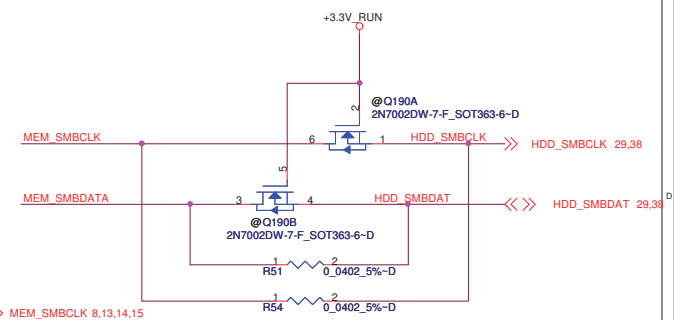 +3.3V_RUN
@Q190A
2N7002DW-7-F_SOT363-6~D
2
MEM_SMBCLK
6
1
HDD_SMBCLK
HDD_SMBCLK 29,38
5
MEM_SMBDATA
3
4
HDD_SMBDAT
HDD_SMBDAT 29,38
D
@Q190B
2N7002DW-7-F_SOT363-6~D
1
2
R51
0_0402_5%~D
1
2
R54
0_0402_5%~D
MEM_SMBCLK 8,13,14,15